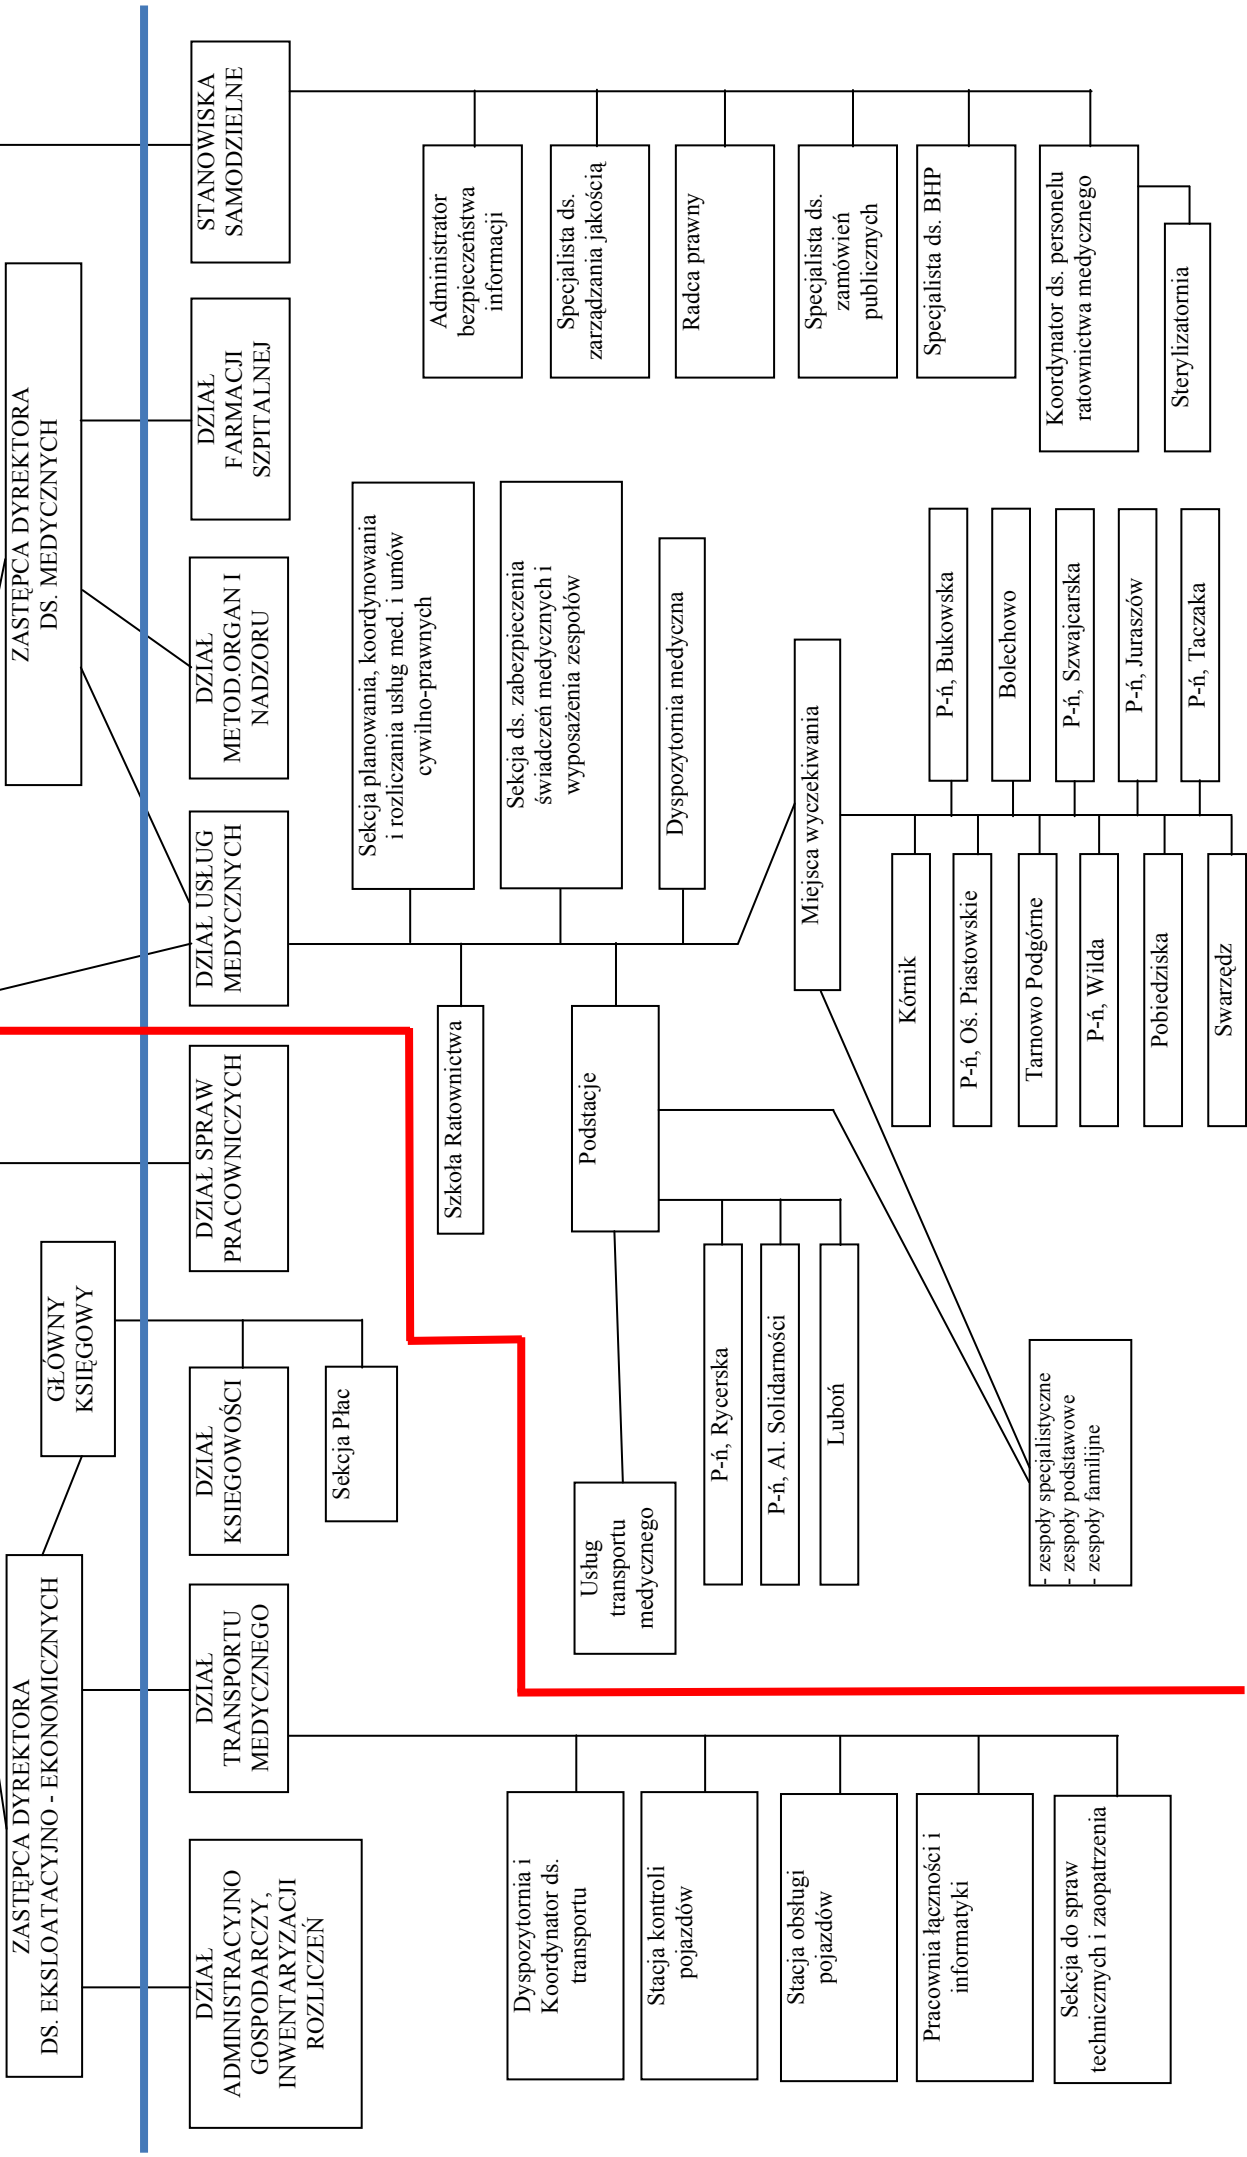 ZASTĘPCA DYREKTORA
DS. EKSLOATACYJNO - EKONOMICZNYCH
GŁÓWNY
KSIĘGOWY
ZASTĘPCA DYREKTORA
DS. MEDYCZNYCH
DZIAŁ
ADMINISTRACYJNO
GOSPODARCZY,
INWENTARYZACJI
ROZLICZEŃ
DZIAŁ
TRANSPORTU
MEDYCZNEGO
DZIAŁ
KSIEGOWOŚCI
Sekcja Płac
DZIAŁ SPRAW
PRACOWNICZYCH
DZIAŁ USŁUG
MEDYCZNYCH
DZIAŁ
METOD.ORGAN I
NADZORU
DZIAŁ
FARMACJI
SZPITALNEJ
STANOWISKA
SAMODZIELNE
Dyspozytornia i
Koordynator ds.
transportu
Stacja kontroli
pojazdów
Stacja obsługi
pojazdów
Pracownia łączności i
informatyki
Sekcja do spraw
technicznych i zaopatrzenia
Szkoła Ratownictwa
Podstacje
Usług
transportu
medycznego
P-ń, Rycerska
P-ń, Al. Solidarności
Luboń
- zespoły specjalistyczne
- zespoły podstawowe
- zespoły familijne
Sekcja planowania, koordynowania
i rozliczania usług med. i umów
cywilno-prawnych
Sekcja ds. zabezpieczenia
świadczeń medycznych i
wyposażenia zespołów
Dyspozytornia medyczna
Miejsca wyczekiwania
Kórnik
P-ń, Oś. Piastowskie
Tarnowo Podgórne
P-ń, Wilda
Pobiedziska
Swarzędz
P-ń, Bukowska
Bolechowo
P-ń, Szwajcarska
P-ń, Juraszów
P-ń, Taczaka
Administrator
bezpieczeństwa
informacji
Specjalista ds.
zarządzania jakością
Radca prawny
Specjalista ds.
zamówień
publicznych
Specjalista ds. BHP
Koordynator ds. personelu
ratownictwa medycznego
Sterylizatornia